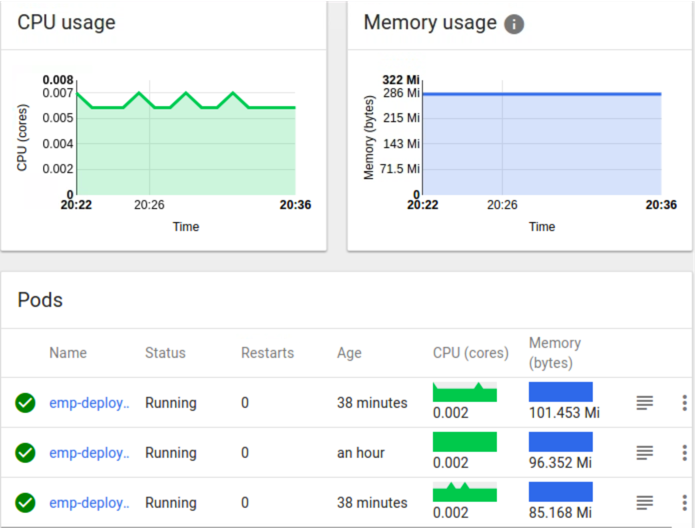 CPU usage
Memory usage
CPU (cores)
0.008
0.007
0.005
0.004
0.002
0
20:22
20:26
20:36
Time
Memory (bytes)
322 Mi
286 Mi
215 Mi
143 Mi
71.5 Mi
0
20:22
20:26
20:36
Time
Pods
Name Status Restarts Age CPU (cores) Memory (bytes)
emp-deploy.. Running 0 38 minutes 0.002 101.453 Mi
emp-deploy.. Running 0 an hour 0.002 96.352 Mi
emp-deploy.. Running 0 38 minutes 0.002 85.168 Mi